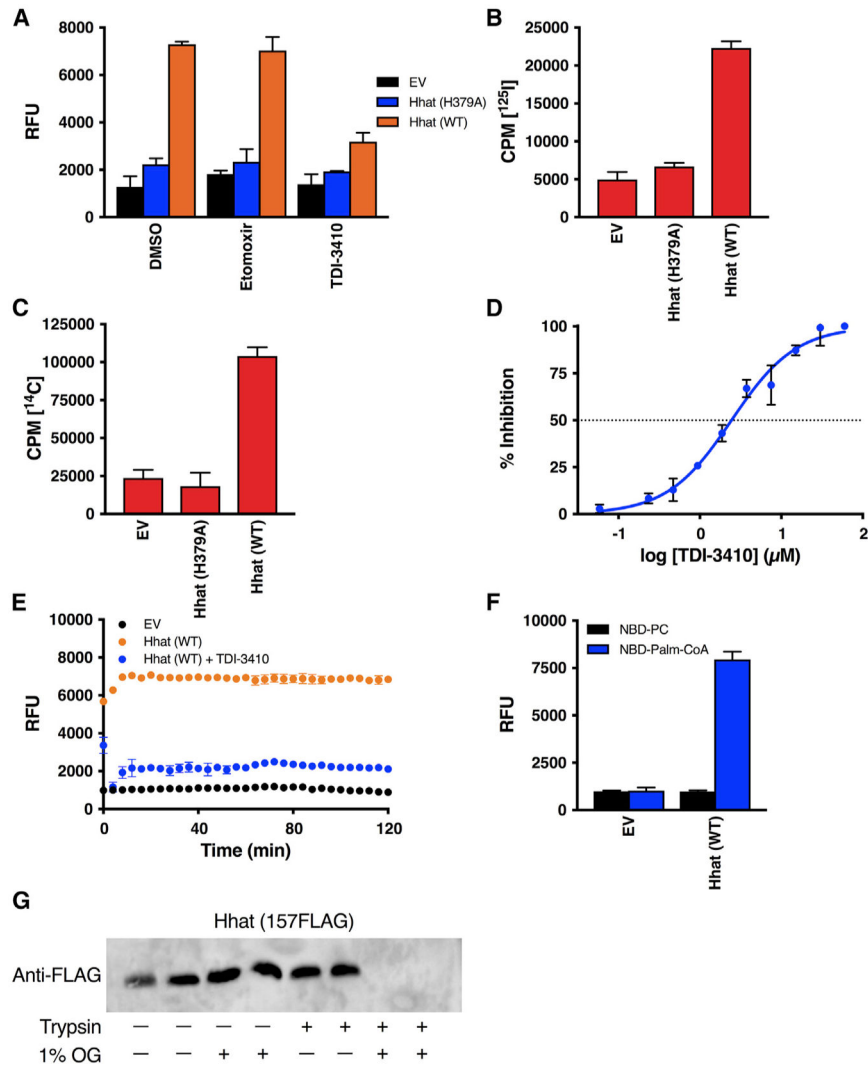 A
8000
6000
4000
2000
0
RFU
DMSO
Etomoxir
TDI-3410
EV
Hhat (H379A)
Hhat (WT)
B
25000
20000
15000
10000
5000
0
CPM [¹²⁵I]
EV
Hhat (H379A)
Hhat (WT)
C
125000
100000
75000
50000
25000
0
CPM [¹⁴C]
EV
Hhat (H379A)
Hhat (WT)
D
100
75
50
25
0
% Inhibition
-1 0 1 2
log [TDI-3410] (µM)
E
10000
8000
6000
4000
2000
0
RFU
EV
Hhat (WT)
Hhat (WT) + TDI-3410
0 40 80 120
Time (min)
F
10000
7500
5000
2500
0
RFU
NBD-PC
NBD-Palm-CoA
EV
Hhat (WT)
G
Hhat (157FLAG)
Anti-FLAG
Trypsin — — — — + + + +
1% OG — — + + — — + +